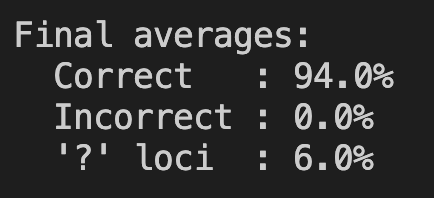 Final averages:
  Correct   : 94.0%
  Incorrect : 0.0%
  '?' loci  : 6.0%